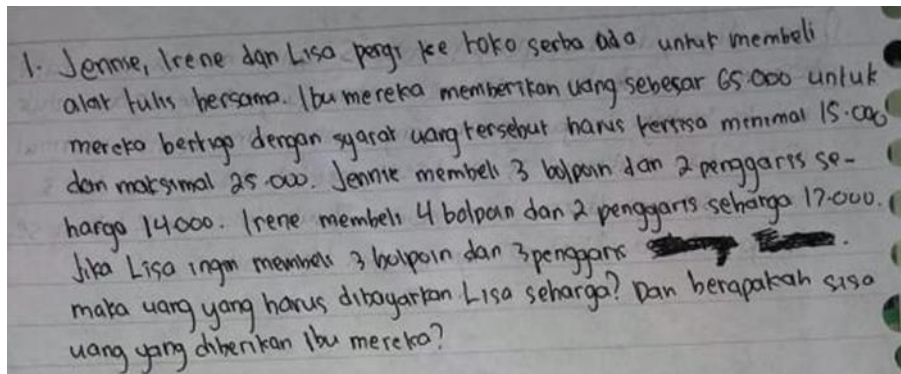 1. Jennie, Irene dan Lisa pergi ke toko serba ada untuk membeli
alat tulis bersama. Ibu mereka memberikan uang sebesar 65.000 untuk
mereka bertiga dengan syarat uang tersebut harus tersisa minimal 15.000
dan maksimal 25.000. Jennie membeli 3 bolpoin dan 2 penggaris se-
harga 14000. Irene membeli 4 bolpoin dan 2 penggaris seharga 17.000.
Jika Lisa ingin membeli 3 bolpoin dan 3 penggaris .
maka uang yang harus dibayarkan Lisa seharga? Dan berapakah sisa
uang yang diberikan Ibu mereka?